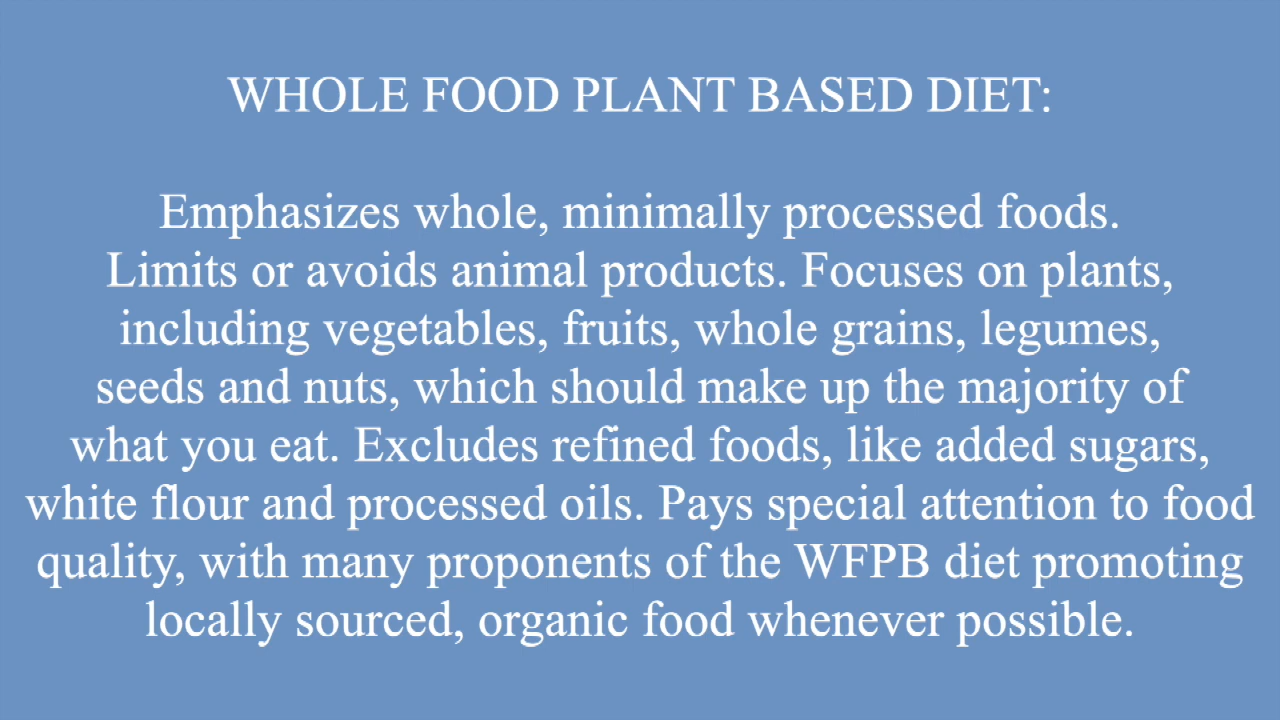 WHOLE FOOD PLANT BASED DIET:
Emphasizes whole, minimally processed foods.
Limits or avoids animal products. Focuses on plants,
including vegetables, fruits, whole grains, legumes,
seeds and nuts, which should make up the majority of
what you eat. Excludes refined foods, like added sugars,
white flour and processed oils. Pays special attention to food
quality, with many proponents of the WFPB diet promoting
locally sourced, organic food whenever possible.